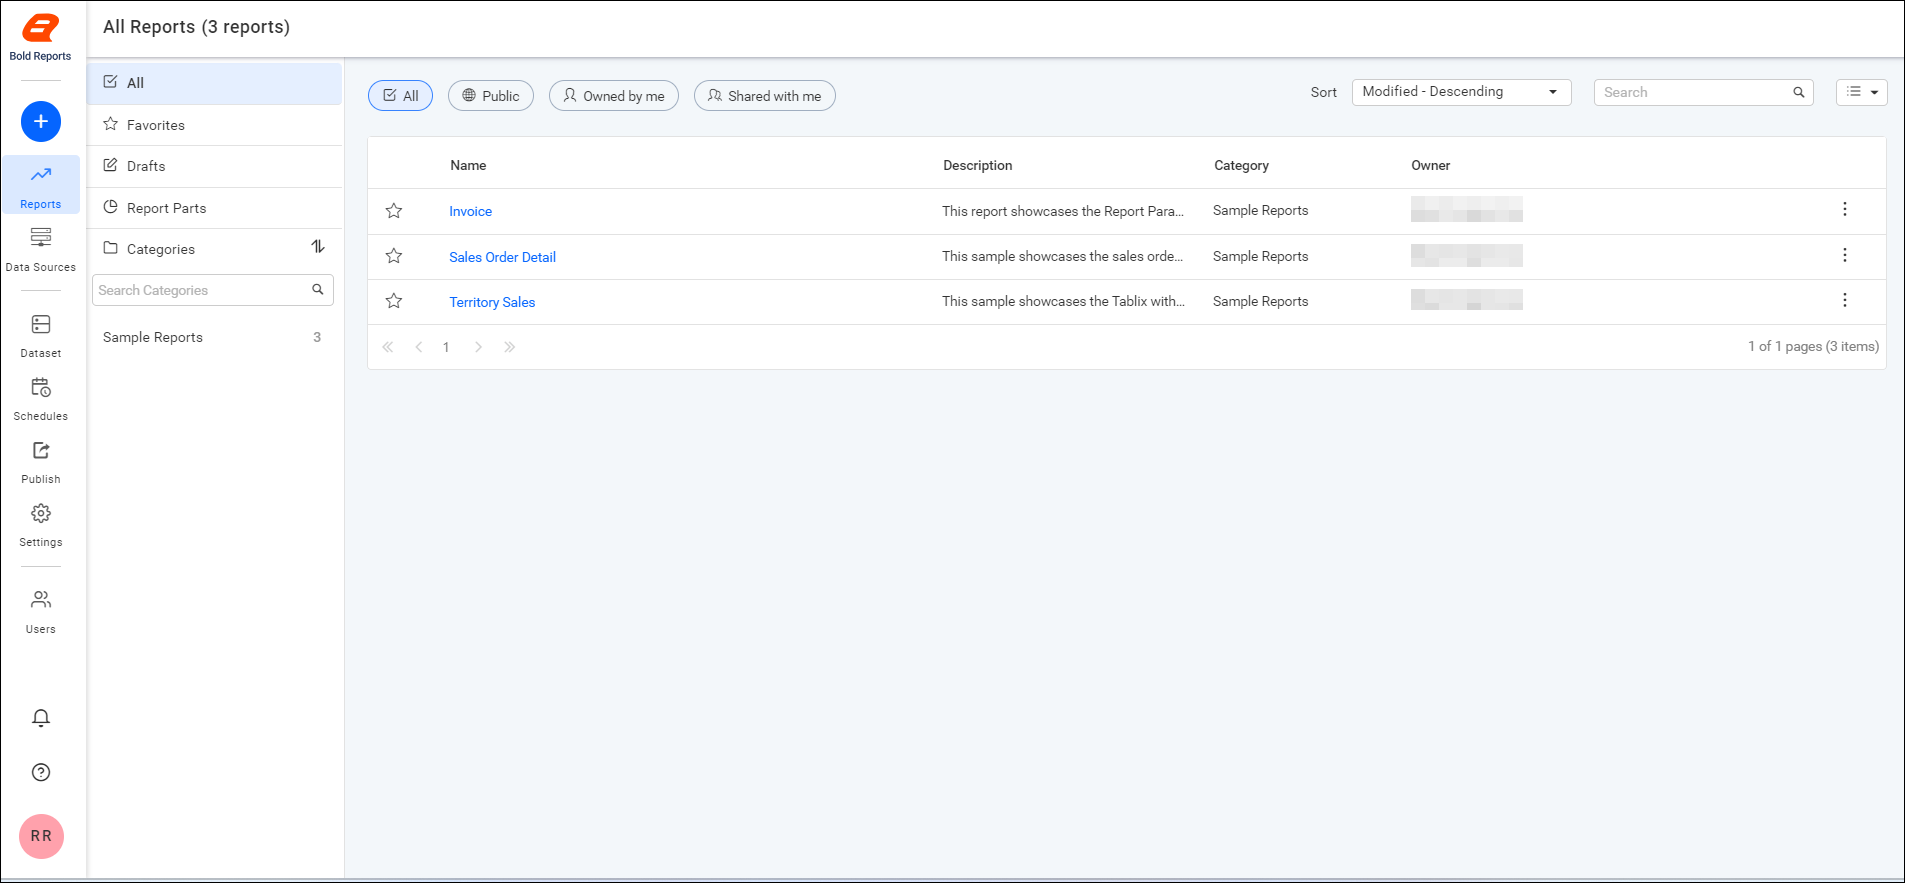 Bold Reports
Reports
Data Sources
Dataset
Schedules
Publish
Settings
Users
RR
All Reports (3 reports)
All
Favorites
Drafts
Report Parts
Categories
Search Categories
Sample Reports 3
All Public Owned by me Shared with me Sort Modified - Descending Search
Name Description Category Owner
Invoice This report showcases the Report Para... Sample Reports
Sales Order Detail This sample showcases the sales orde... Sample Reports
Territory Sales This sample showcases the Tablix with... Sample Reports
1 1 of 1 pages (3 items)